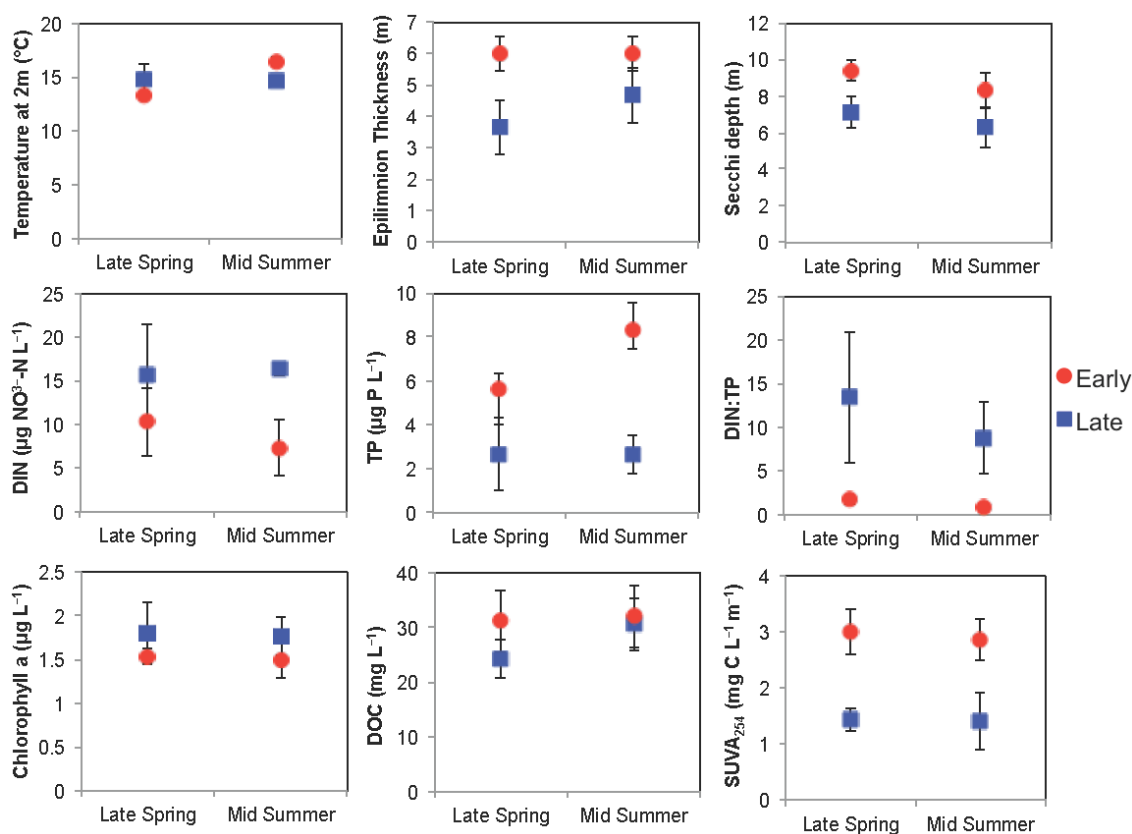 Temperature at 2m (°C)
20
15
10
5
0
Late Spring Mid Summer
Epilimnion Thickness (m)
7
6
5
4
3
2
1
0
Late Spring Mid Summer
Secchi depth (m)
12
10
8
6
4
2
0
Late Spring Mid Summer
DIN (µg NO³⁻-N L⁻¹)
25
20
15
10
5
0
Late Spring Mid Summer
TP (µg P L⁻¹)
10
8
6
4
2
0
Late Spring Mid Summer
DIN:TP
25
20
15
10
5
0
Late Spring Mid Summer
Early
Late
Chlorophyll a (µg L⁻¹)
2.5
2
1.5
1
0.5
0
Late Spring Mid Summer
DOC (mg L⁻¹)
40
30
20
10
0
Late Spring Mid Summer
SUVA₂₅₄ (mg C L⁻¹ m⁻¹)
4
3
2
1
0
Late Spring Mid Summer